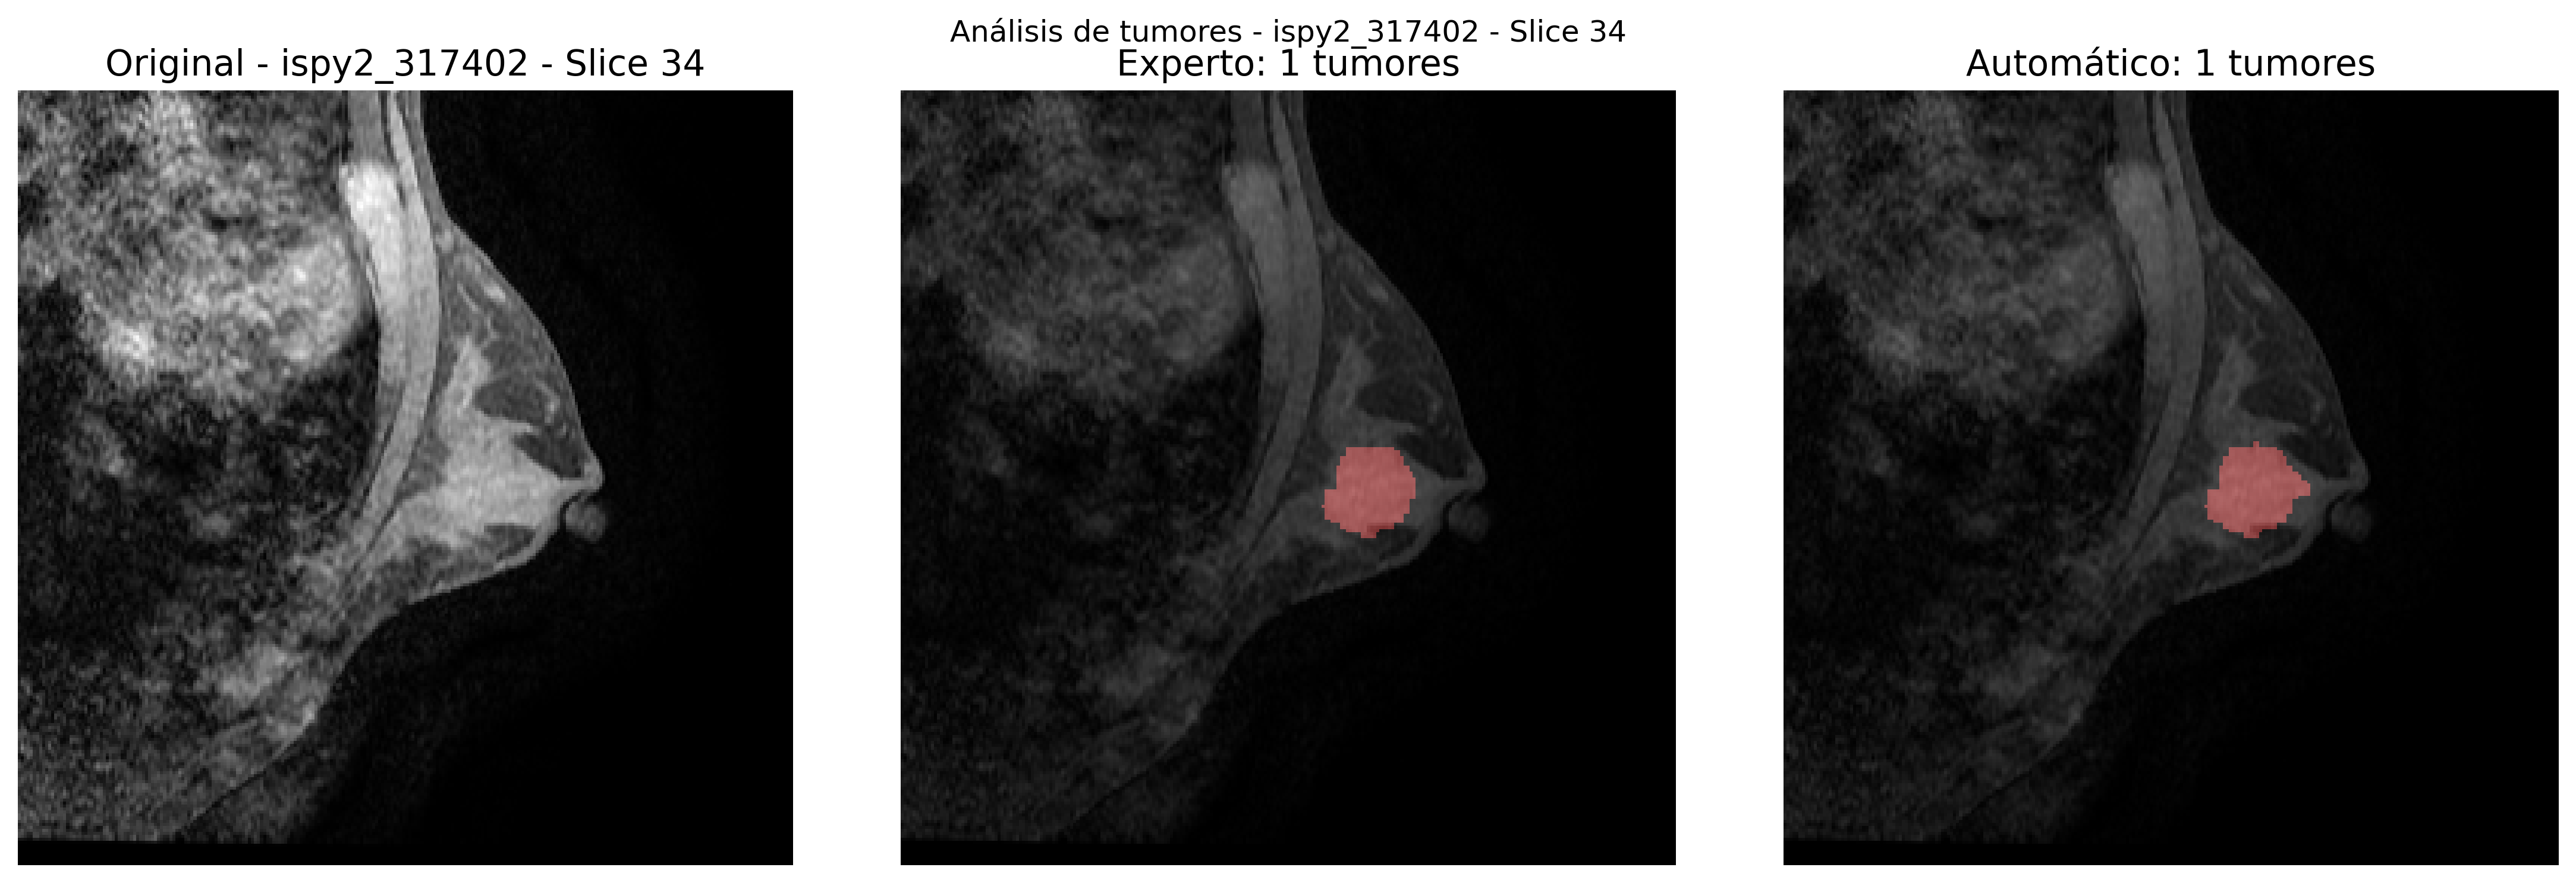 Análisis de tumores - ispy2_317402 - Slice 34
Original - ispy2_317402 - Slice 34
Experto: 1 tumores
Automático: 1 tumores